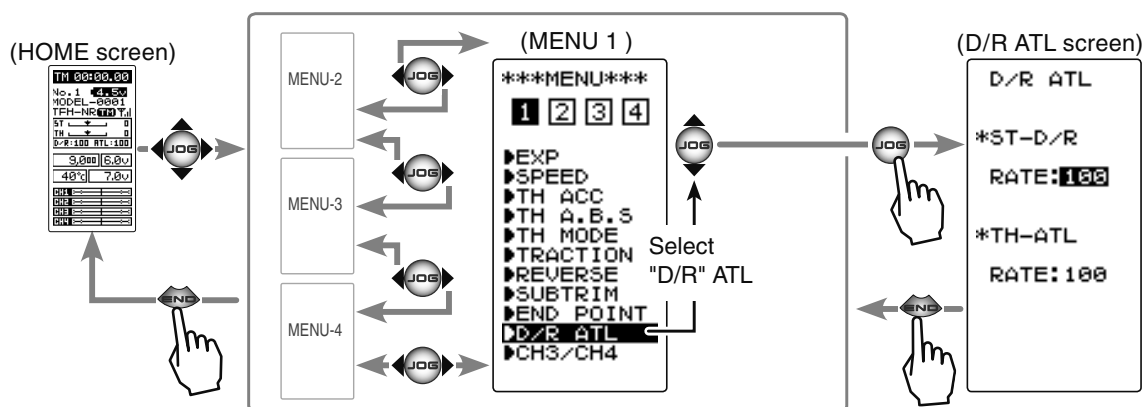 (HOME screen)
TM 00:00.00
No.1 4.5v
MODEL-0001
TFH-NR TM
ST 0
TH 0
D/R:100 ATL:100
9,000 6.0v
40℃ 7.0v
CH1
CH2
CH3
CH4
JOG
END
MENU-2
MENU-3
MENU-4
JOG
JOG
JOG
JOG
(MENU 1 )
***MENU***
1 2 3 4
EXP
SPEED
TH ACC
TH A.B.S
TH MODE
TRACTION
REVERSE
SUBTRIM
END POINT
D/R ATL
CH3/CH4
JOG
Select
"D/R" ATL
JOG
END
(D/R ATL screen)
D/R ATL
*ST-D/R
RATE:100
*TH-ATL
RATE:100